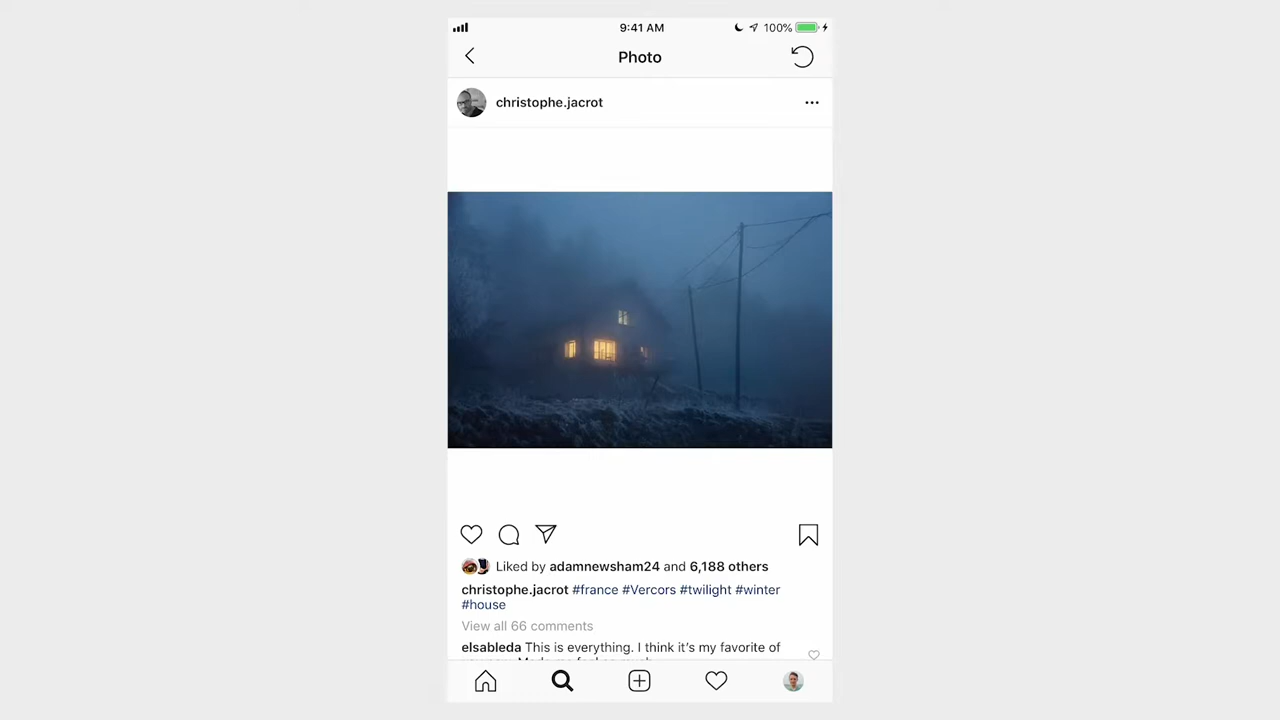 9:41 AM
100%
Photo
christophe.jacrot
Liked by adamnewsham24 and 6,188 others
christophe.jacrot #france #Vercors #twilight #winter
#house
View all 66 comments
elsableda This is everything. I think it's my favorite of